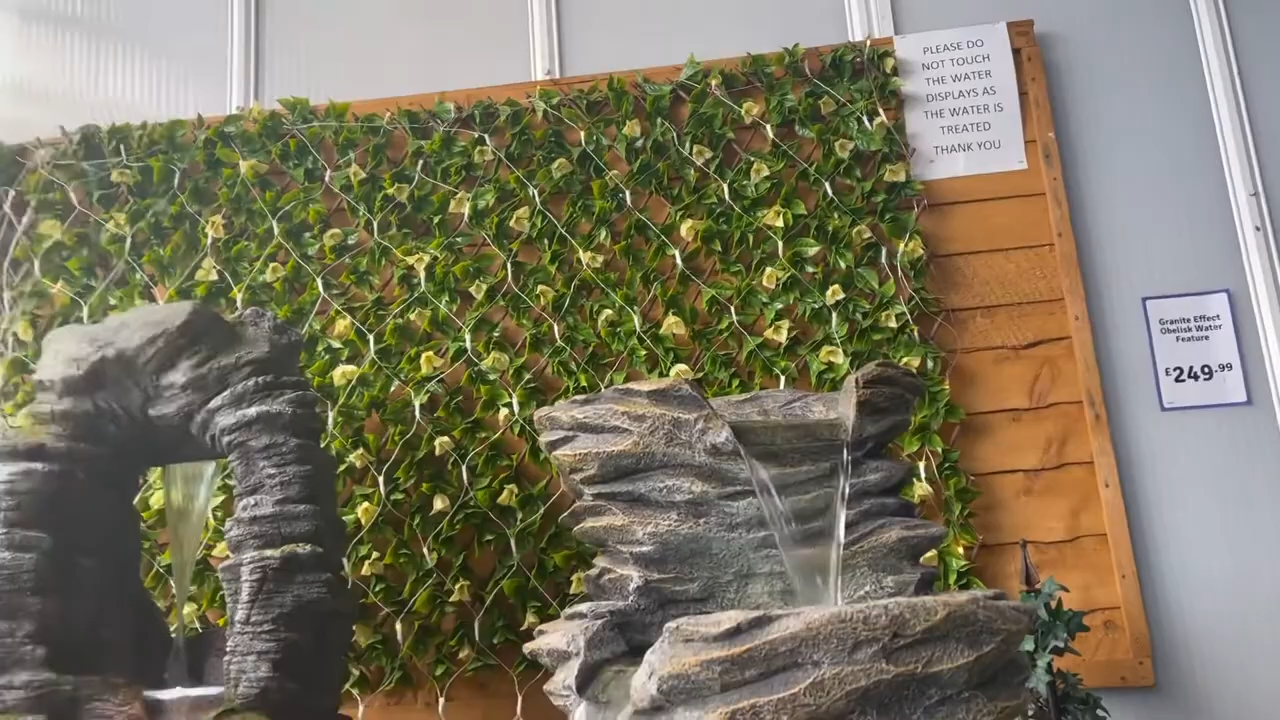 PLEASE DO
NOT TOUCH
THE WATER
DISPLAYS AS
THE WATER IS
TREATED
THANK YOU
Granite Effect
Obelisk Water
Feature
£249.99